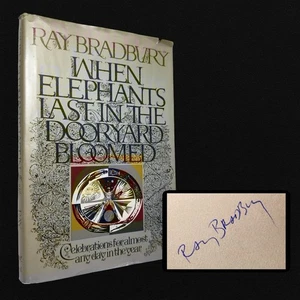 RAY BRADBURY
WHEN
ELEPHANTS
LAST IN THE
DOORYARD
BLOOMED
Celebrations for almost
any day in the year
Ray Bradbury